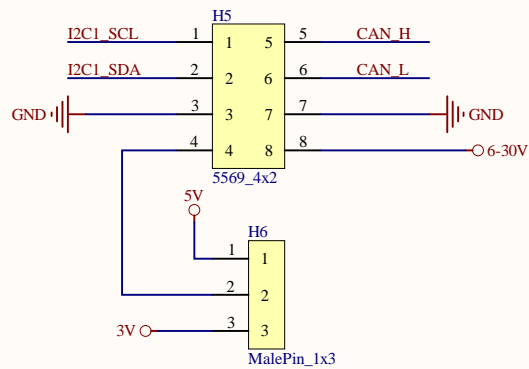 H5
I2C1_SCL 1 1 5 5 CAN_H
I2C1_SDA 2 2 6 6 CAN_L
GND 3 3 7 7 GND
4 4 8 8 6-30V
5569_4x2
5V
H6
1 1
2 2
3V 3 3
MalePin_1x3